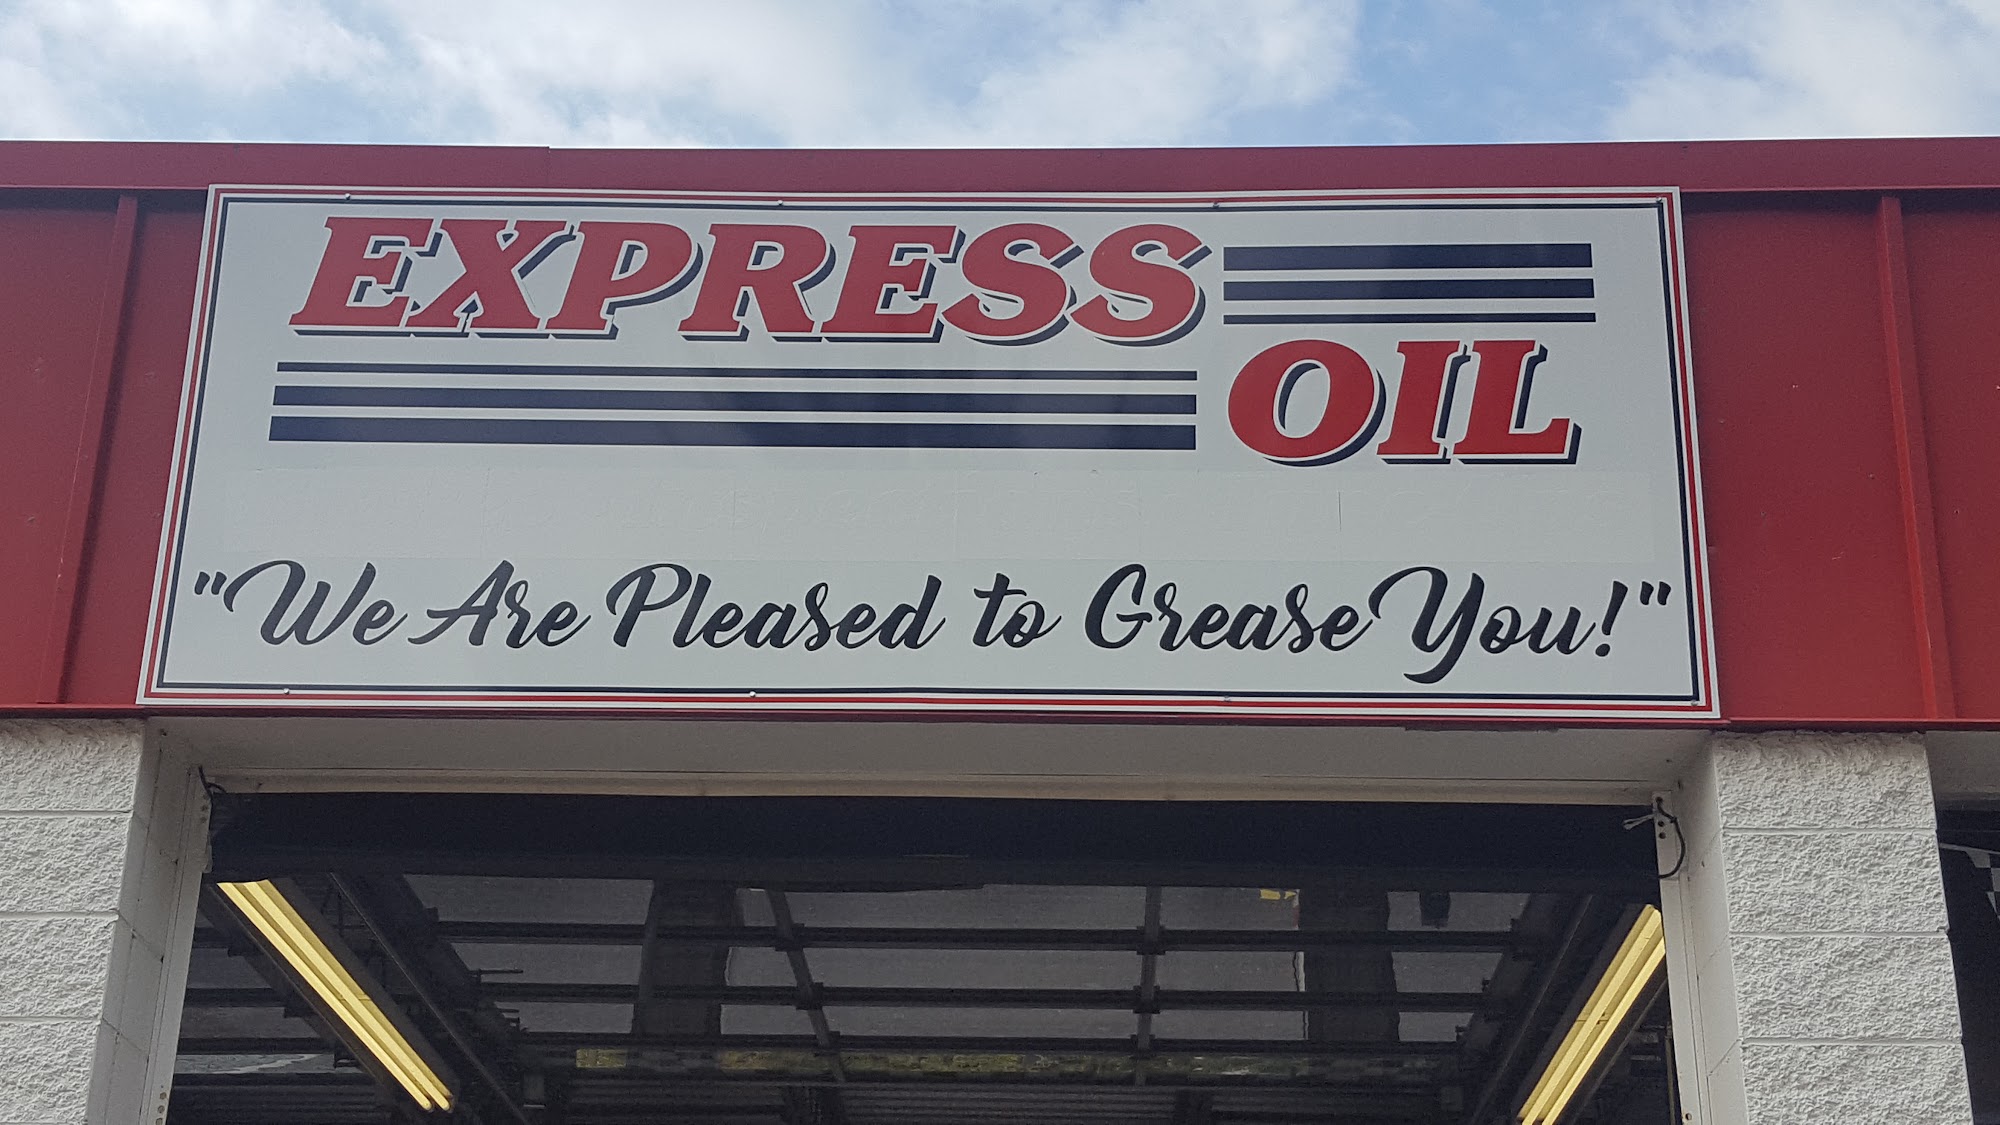 EXPRESS
OIL
"We Are Pleased to Grease You!"